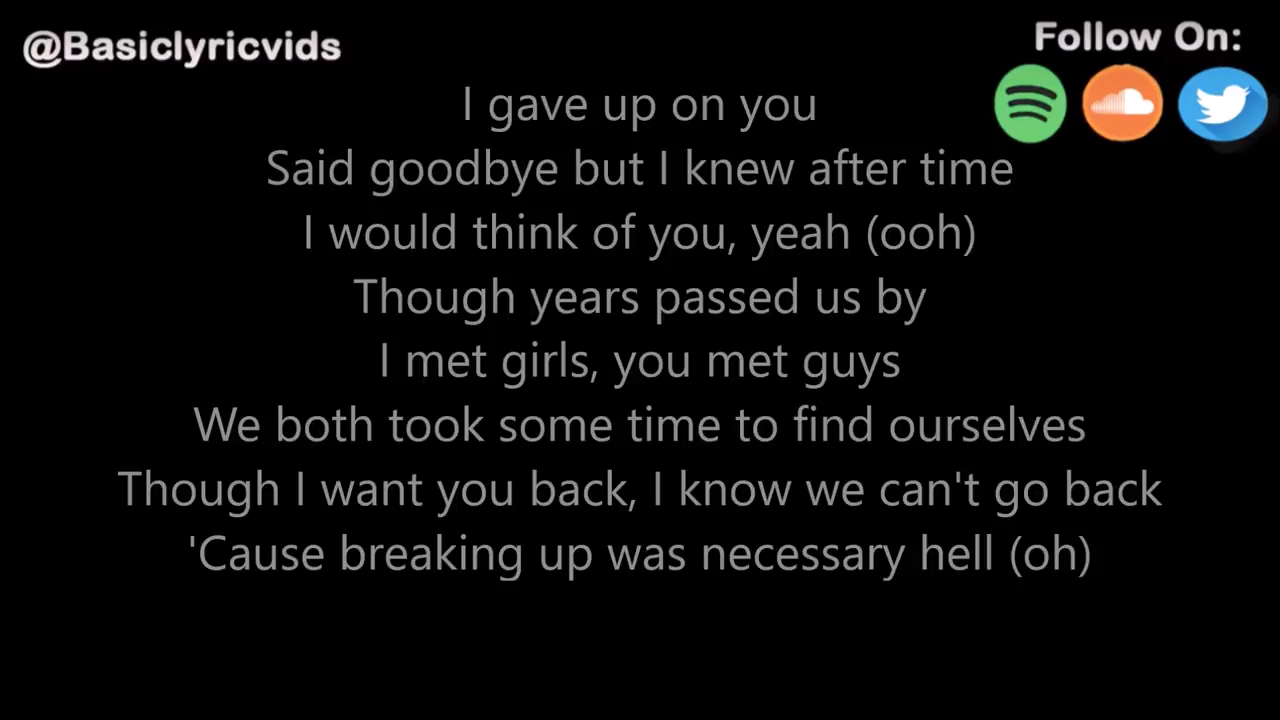 @Basiclyricvids
Follow On:
I gave up on you
Said goodbye but I knew after time
I would think of you, yeah (ooh)
Though years passed us by
I met girls, you met guys
We both took some time to find ourselves
Though I want you back, I know we can't go back
'Cause breaking up was necessary hell (oh)